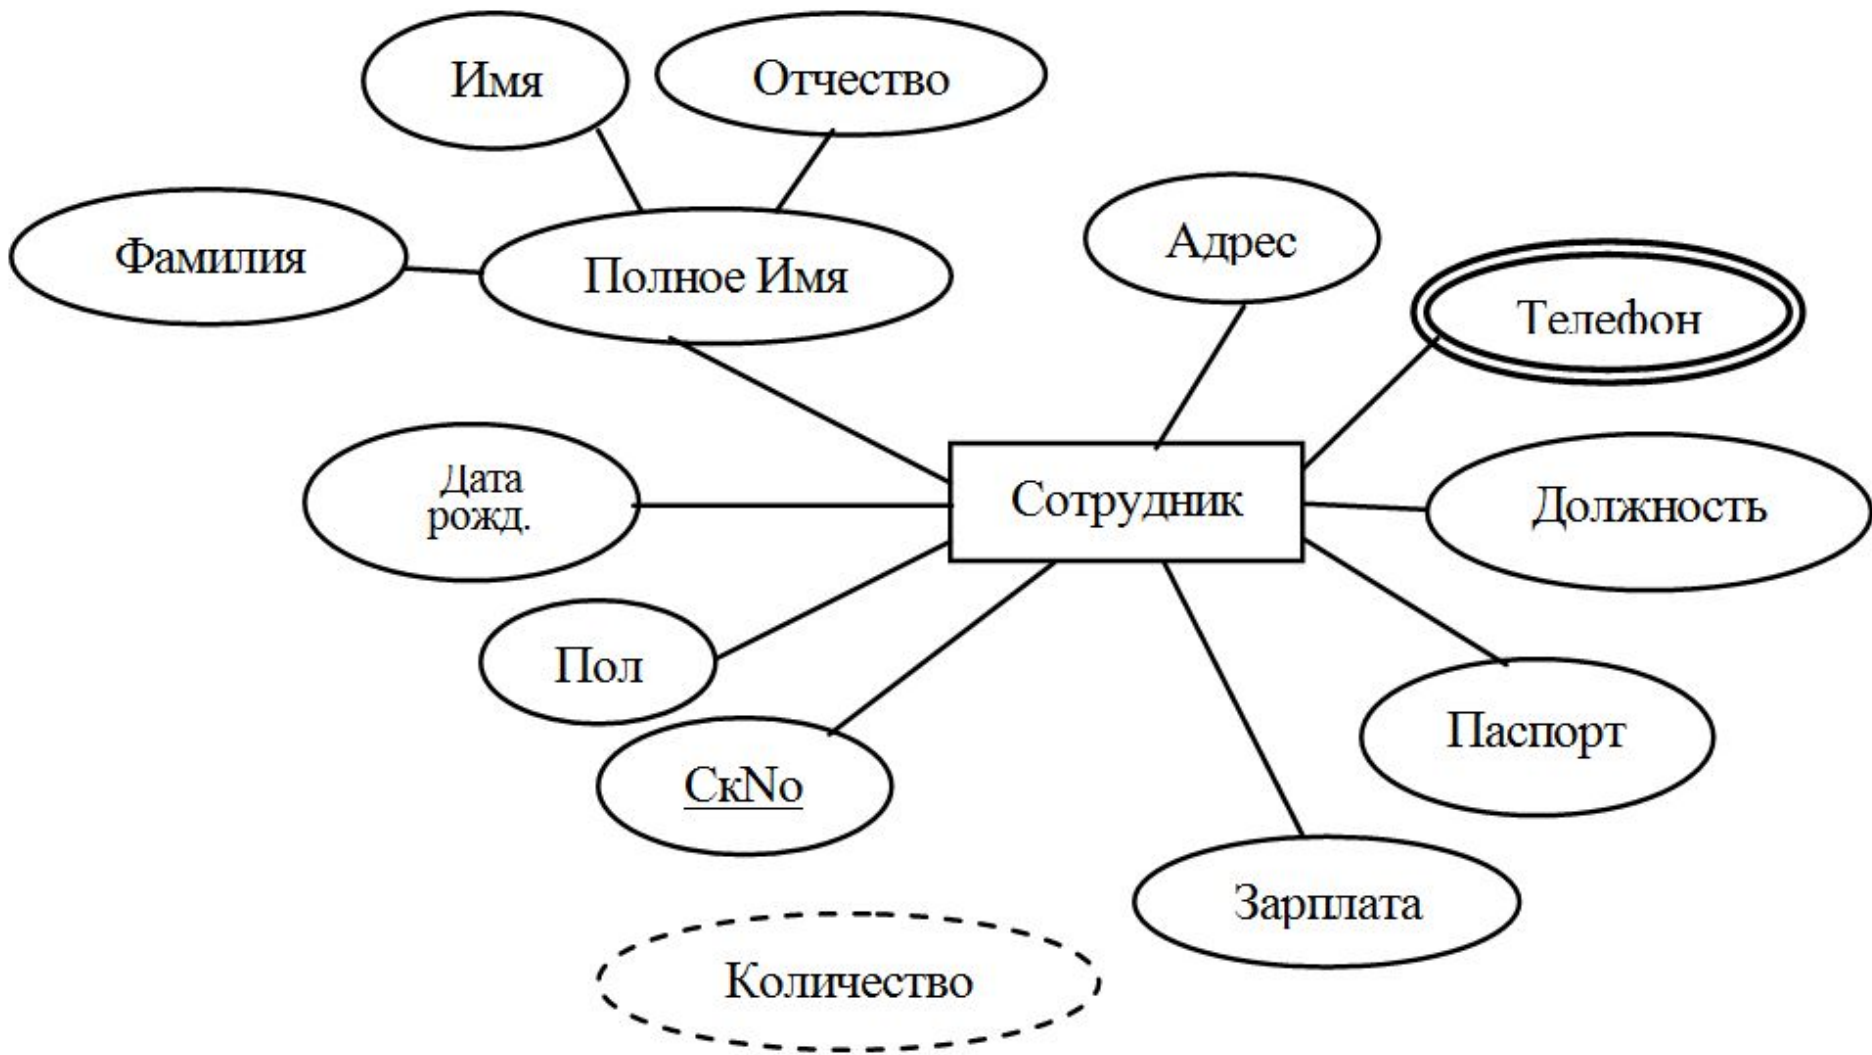 Имя
Отчество
Фамилия
Полное Имя
Адрес
Телефон
Дата
рожд.
Сотрудник
Должность
Пол
Паспорт
СкNo
Зарплата
Количество